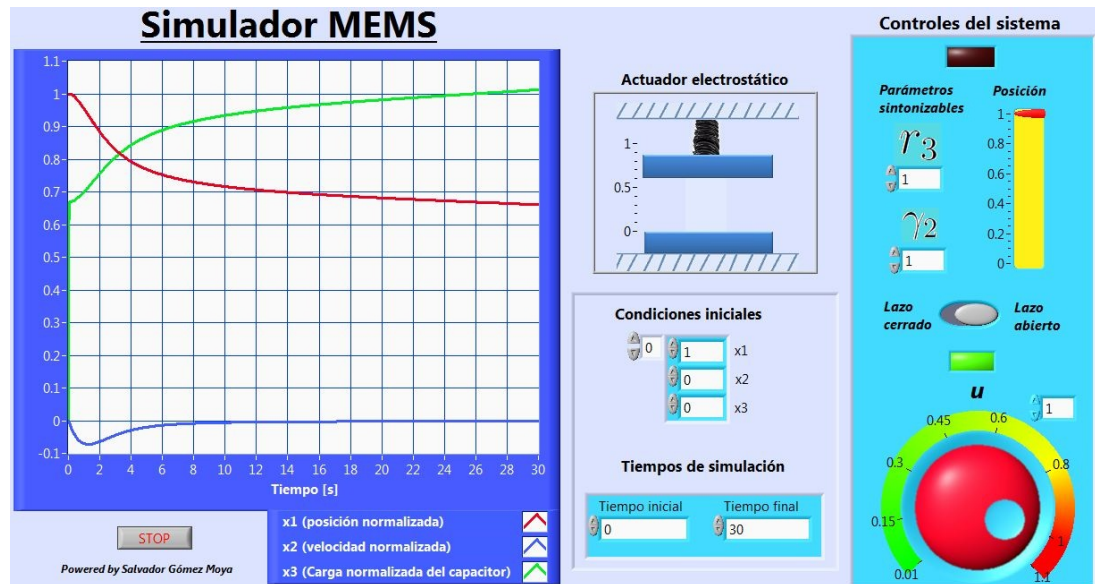 Simulador MEMS
1.1
1
0.9
0.8
0.7
0.6
0.5
0.4
0.3
0.2
0.1
0
-0.1
0 2 4 6 8 10 12 14 16 18 20 22 24 26 28 30
Tiempo [s]
STOP
Powered by Salvador Gómez Moya
x1 (posición normalizada)
x2 (velocidad normalizada)
x3 (Carga normalizada del capacitor)
Actuador electrostático
1
0.5
0
Condiciones iniciales
0 1 x1
0 x2
0 x3
Tiempos de simulación
Tiempo inicial Tiempo final
0 30
Controles del sistema
Parámetros
sintonizables
Posición
r3
1
γ2
1
1
0.8
0.6
0.4
0.2
0
Lazo
cerrado
Lazo
abierto
u
1
0.01
0.15
0.3
0.45
0.6
0.8
1
1.1